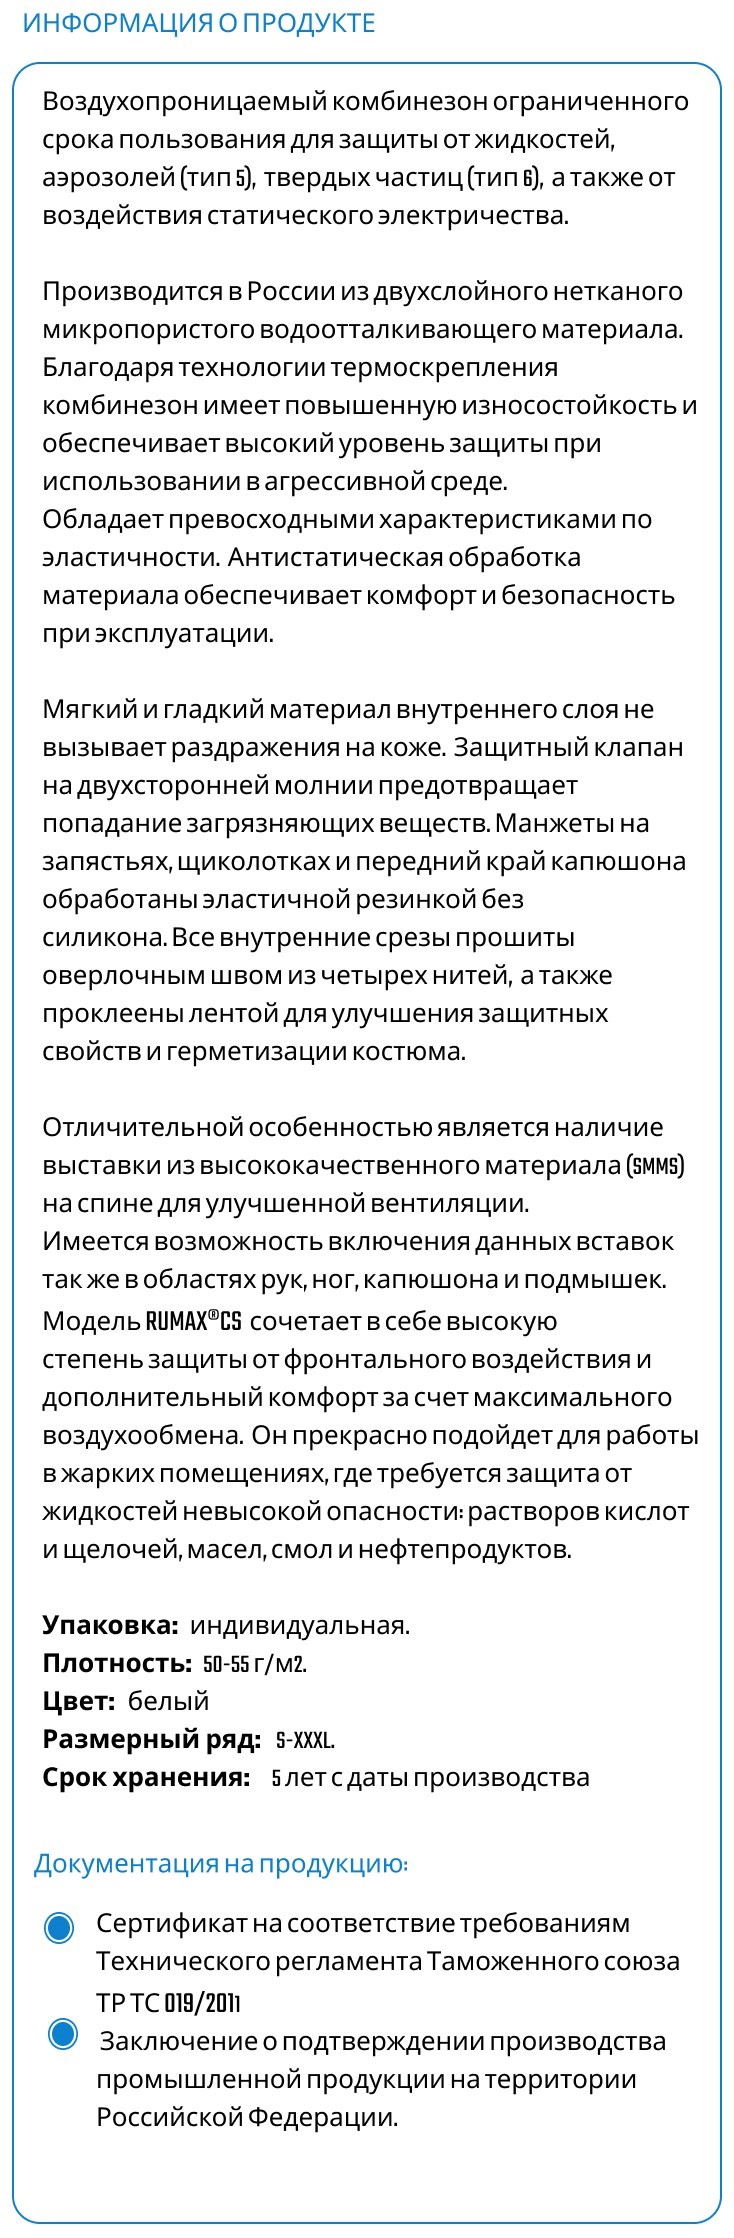 ИНФОРМАЦИЯ О ПРОДУКТЕ
Воздухопроницаемый комбинезон ограниченного
срока пользования для защиты от жидкостей,
аэрозолей (тип 5), твердых частиц (тип 6), а также от
воздействия статического электричества.
Производится в России из двухслойного нетканого
микропористого водоотталкивающего материала.
Благодаря технологии термоскрепления
комбинезон имеет повышенную износостойкость и
обеспечивает высокий уровень защиты при
использовании в агрессивной среде.
Обладает превосходными характеристиками по
эластичности. Антистатическая обработка
материала обеспечивает комфорт и безопасность
при эксплуатации.
Мягкий и гладкий материал внутреннего слоя не
вызывает раздражения на коже. Защитный клапан
на двухсторонней молнии предотвращает
попадание загрязняющих веществ. Манжеты на
запястьях, щиколотках и передний край капюшона
обработаны эластичной резинкой без
силикона. Все внутренние срезы прошиты
оверлочным швом из четырех нитей, а также
проклеены лентой для улучшения защитных
свойств и герметизации костюма.
Отличительной особенностью является наличие
выставки из высококачественного материала (SMMS)
на спине для улучшенной вентиляции.
Имеется возможность включения данных вставок
так же в областях рук, ног, капюшона и подмышек.
Модель RUMAX®CS сочетает в себе высокую
степень защиты от фронтального воздействия и
дополнительный комфорт за счет максимального
воздухообмена. Он прекрасно подойдет для работы
в жарких помещениях, где требуется защита от
жидкостей невысокой опасности: растворов кислот
и щелочей, масел, смол и нефтепродуктов.
Упаковка: индивидуальная.
Плотность: 50-55 г/м2.
Цвет: белый
Размерный ряд: S-XXXL.
Срок хранения: 5 лет с даты производства
Документация на продукцию:
Сертификат на соответствие требованиям
Технического регламента Таможенного союза
ТР ТС 019/2011
Заключение о подтверждении производства
промышленной продукции на территории
Российской Федерации.